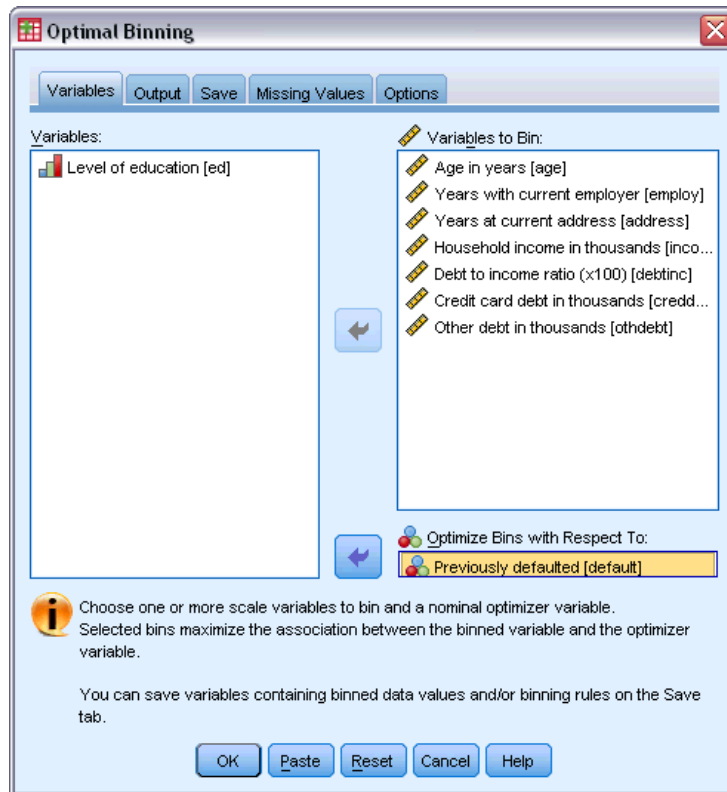 Optimal Binning
Variables Output Save Missing Values Options
Variables:
Level of education [ed]
Variables to Bin:
Age in years [age]
Years with current employer [employ]
Years at current address [address]
Household income in thousands [inco...
Debt to income ratio (x100) [debtinc]
Credit card debt in thousands [credd...
Other debt in thousands [othdebt]
Optimize Bins with Respect To:
Previously defaulted [default]
Choose one or more scale variables to bin and a nominal optimizer variable.
Selected bins maximize the association between the binned variable and the optimizer
variable.
You can save variables containing binned data values and/or binning rules on the Save
tab.
OK Paste Reset Cancel Help